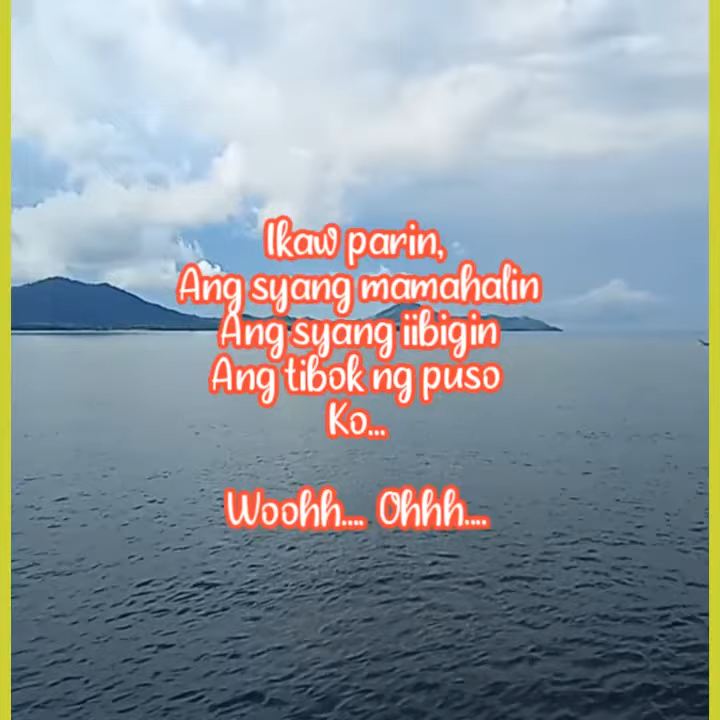 Ikaw parin,
Ang syang mamahalin
Ang syang iibigin
Ang tibok ng puso
Ko...
Woohh.... Ohhh....